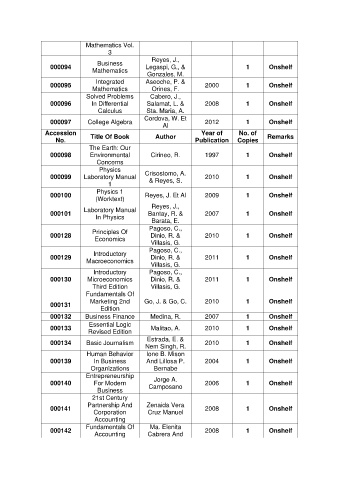 Mathematics Vol.
3
000094 Business Mathematics Reyes, J., Legaspi, G., & Gonzales, M. 1 Onshelf
000095 Integrated Mathematics Asooche, P. & Orines, F. 2000 1 Onshelf
000096 Solved Problems In Differential Calculus Cabero, J., Salamat, L. & Sta. Maria, A. 2008 1 Onshelf
000097 College Algebra Cordova, W. Et Al 2012 1 Onshelf
Accession No. Title Of Book Author Year of Publication No. of Copies Remarks
000098 The Earth: Our Environmental Concerns Cirineo, R. 1997 1 Onshelf
000099 Physics Laboratory Manual 1 Crisostomo, A. & Reyes, S. 2010 1 Onshelf
000100 Physics 1 (Worktext) Reyes, J. Et Al 2009 1 Onshelf
000101 Laboratory Manual In Physics Reyes, J., Bantay, R. & Barata, E. 2007 1 Onshelf
000128 Principles Of Economics Pagoso, C., Dinio, R. & Villasis, G. 2010 1 Onshelf
000129 Introductory Macroeconomics Pagoso, C., Dinio, R. & Villasis, G. 2011 1 Onshelf
000130 Introductory Microeconomics Third Edition Pagoso, C., Dinio, R. & Villasis, G. 2011 1 Onshelf
000131 Fundamentals Of Marketing 2nd Edition Go, J. & Go, C. 2010 1 Onshelf
000132 Business Finance Medina, R. 2007 1 Onshelf
000133 Essential Logic Revised Edition Malitao, A. 2010 1 Onshelf
000134 Basic Journalism Estrada, E. & Nem Singh, R. 2010 1 Onshelf
000139 Human Behavior In Business Organizations Ione B. Mison And Lillosa P. Bernabe 2004 1 Onshelf
000140 Entrepreneurship For Modern Business Jorge A. Camposano 2006 1 Onshelf
000141 21st Century Partnership And Corporation Accounting Zenaida Vera Cruz Manuel 2008 1 Onshelf
000142 Fundamentals Of Accounting Ma. Elenita Cabrera And 2008 1 Onshelf